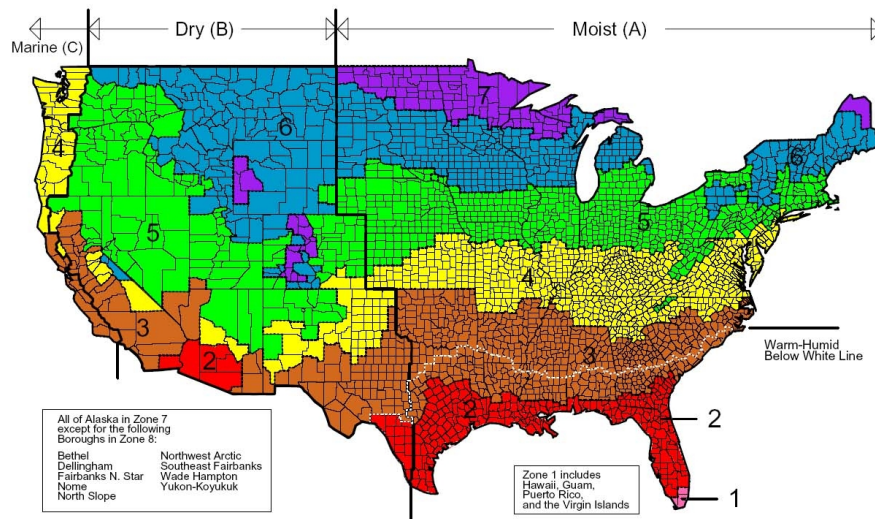 Marine (C)
Dry (B)
Moist (A)
7
6
6
4
5
5
4
3
3
2
2
2
1
Warm-Humid
Below White Line
All of Alaska in Zone 7
except for the following
Boroughs in Zone 8:
Bethel
Dellingham
Fairbanks N. Star
Nome
North Slope
Northwest Arctic
Southeast Fairbanks
Wade Hampton
Yukon-Koyukuk
Zone 1 includes
Hawaii, Guam,
Puerto Rico,
and the Virgin Islands